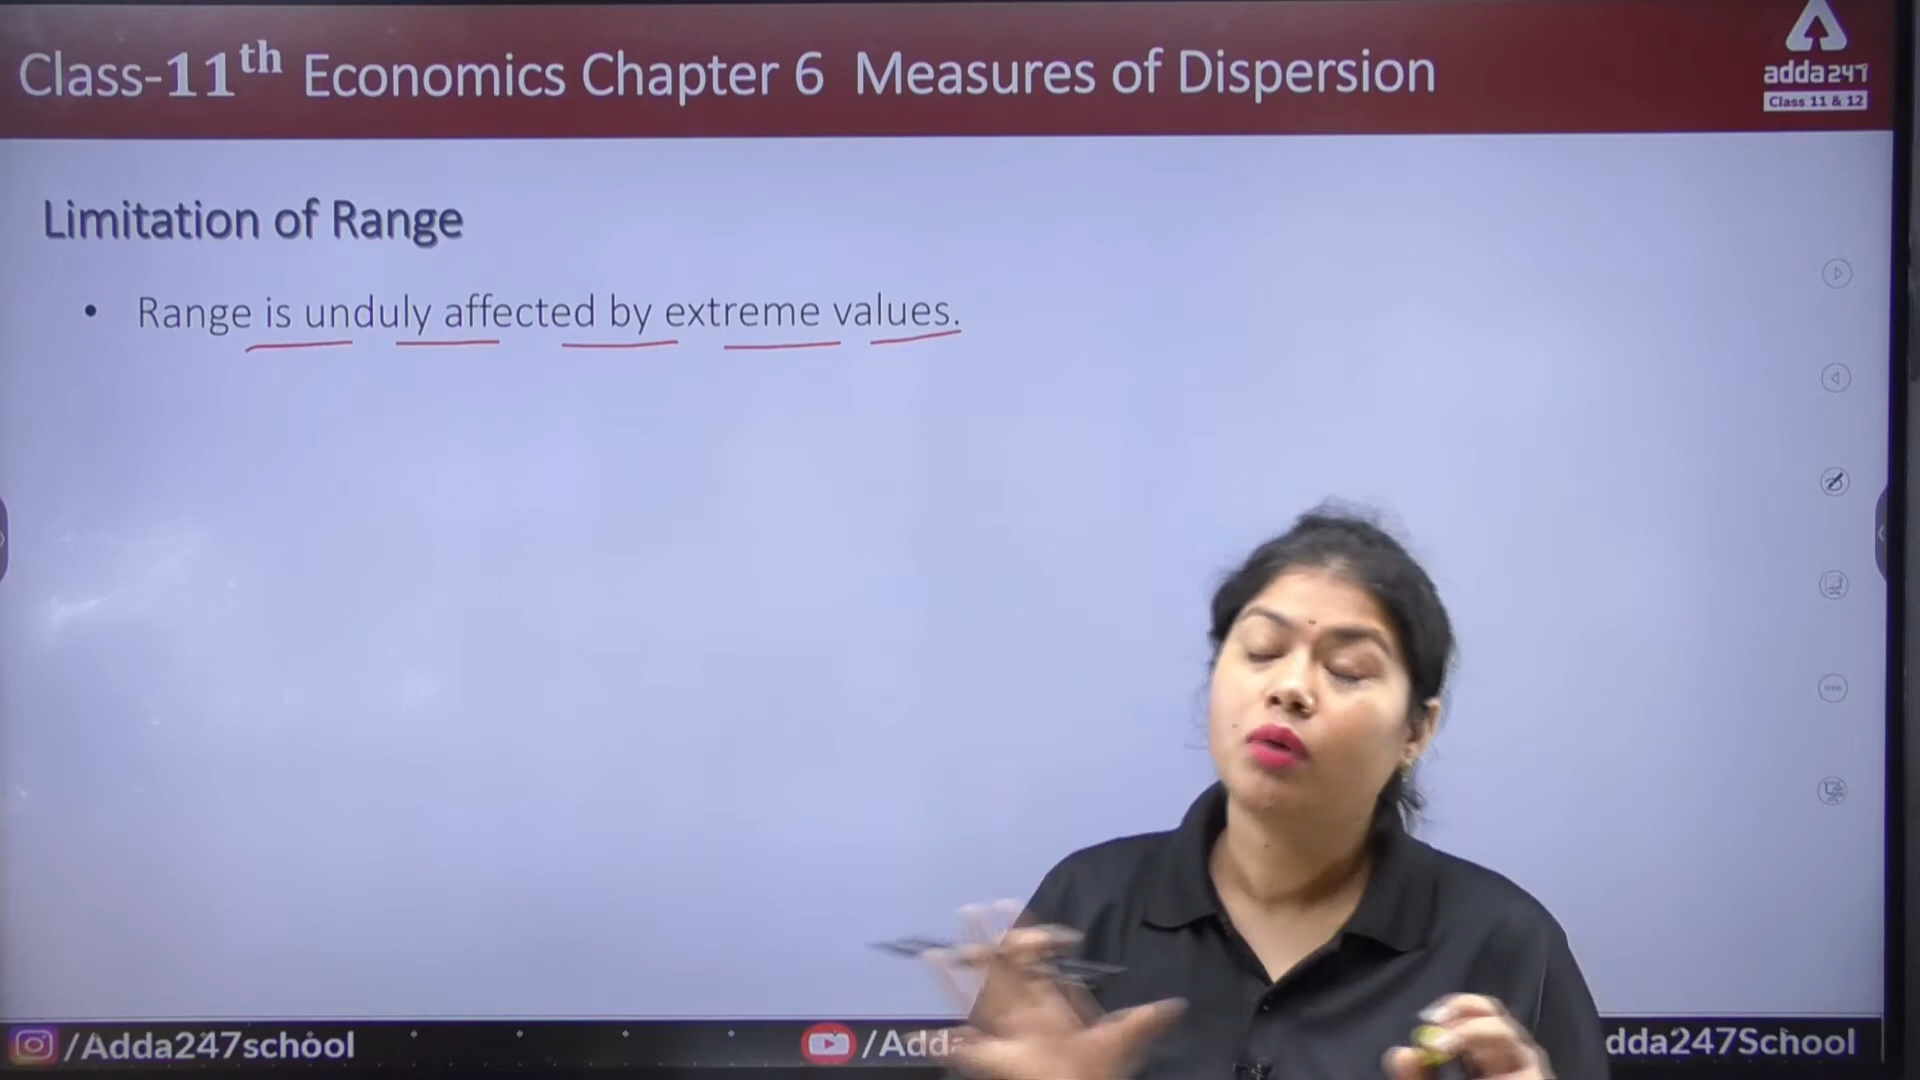 Class-11th Economics Chapter 6 Measures of Dispersion
adda247
Class 11 & 12
Limitation of Range
• Range is unduly affected by extreme values.
/Adda247school
/Add
dda247School